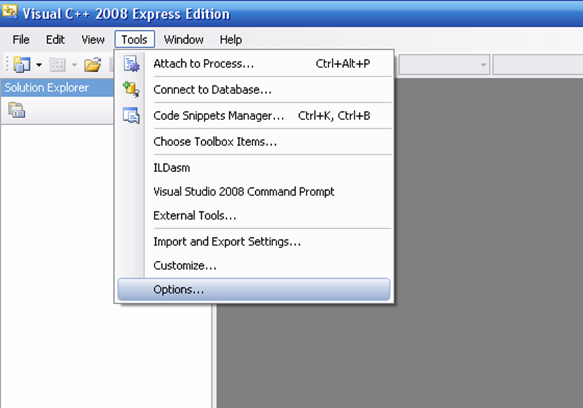 Visual C++ 2008 Express Edition
File Edit View Tools Window Help
Solution Explorer
Attach to Process... Ctrl+Alt+P
Connect to Database...
Code Snippets Manager... Ctrl+K, Ctrl+B
Choose Toolbox Items...
ILDasm
Visual Studio 2008 Command Prompt
External Tools...
Import and Export Settings...
Customize...
Options...